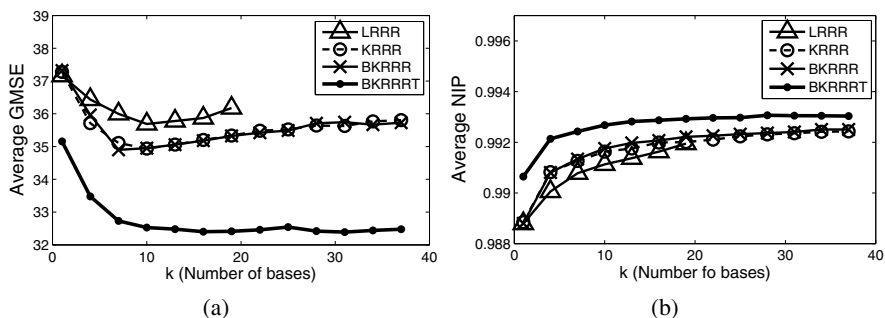 39
38
37
36
35
34
33
32
0
10
20
30
40
Average GMSE
k (Number of bases)
LRRR
KRRR
BKRRR
BKRRRT
(a)
0.996
0.994
0.992
0.99
0.988
0
10
20
30
40
Average NIP
k (Number fo bases)
LRRR
KRRR
BKRRR
BKRRRT
(b)